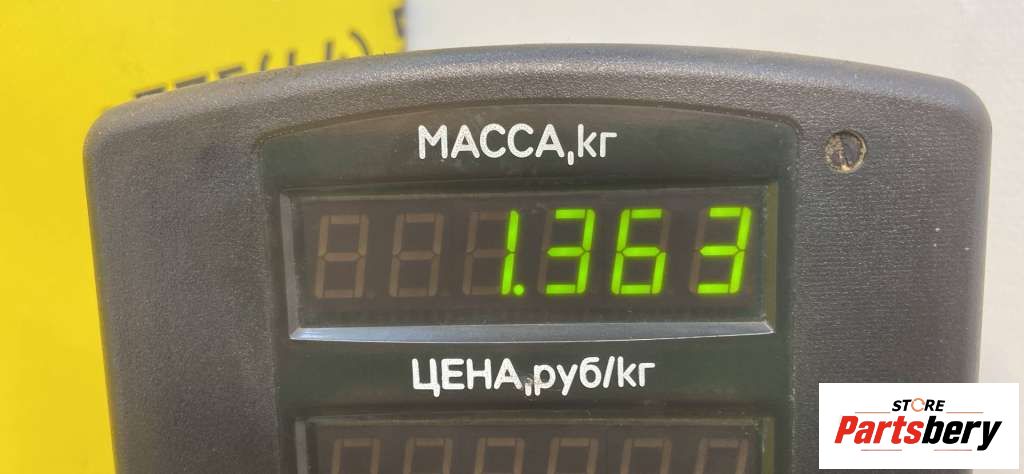 МАССА,кг
1.363
ЦЕНА,руб/кг
STORE
Partsbery